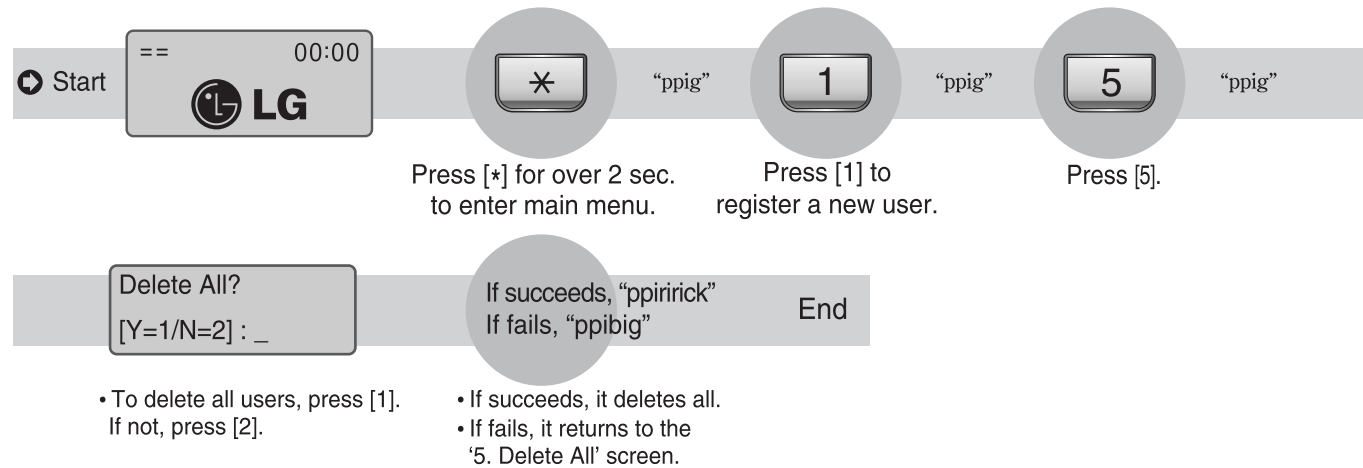 Start
== 00:00
LG
*
"ppig"
1
"ppig"
5
"ppig"
Press [*] for over 2 sec.
to enter main menu.
Press [1] to
register a new user.
Press [5].
Delete All?
[Y=1/N=2] : _
If succeeds, "ppiririck"
If fails, "ppibig"
End
• To delete all users, press [1].
If not, press [2].
• If succeeds, it deletes all.
• If fails, it returns to the
'5. Delete All' screen.